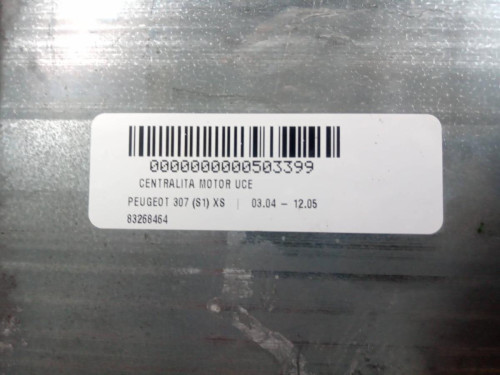 0000000000503399
CENTRALITA MOTOR UCE
PEUGEOT 307 (S1) XS | 03.04 – 12.05
83268464